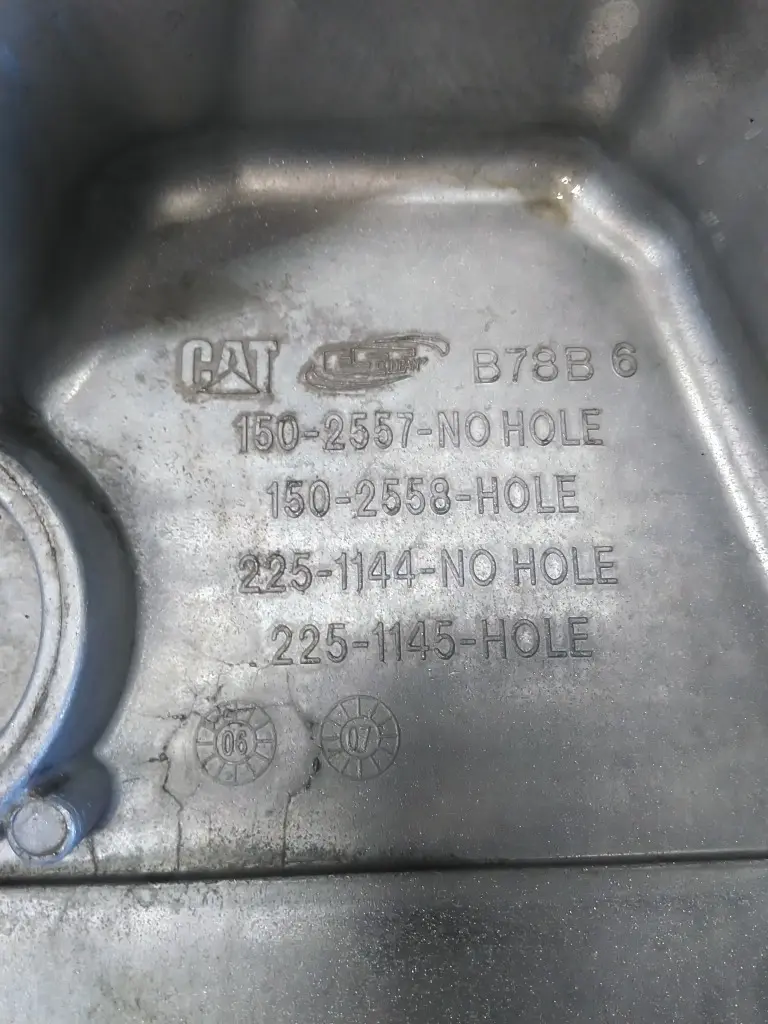 CAT B78B 6
150-2557-NO HOLE
150-2558-HOLE
225-1144-NO HOLE
225-1145-HOLE
06 07